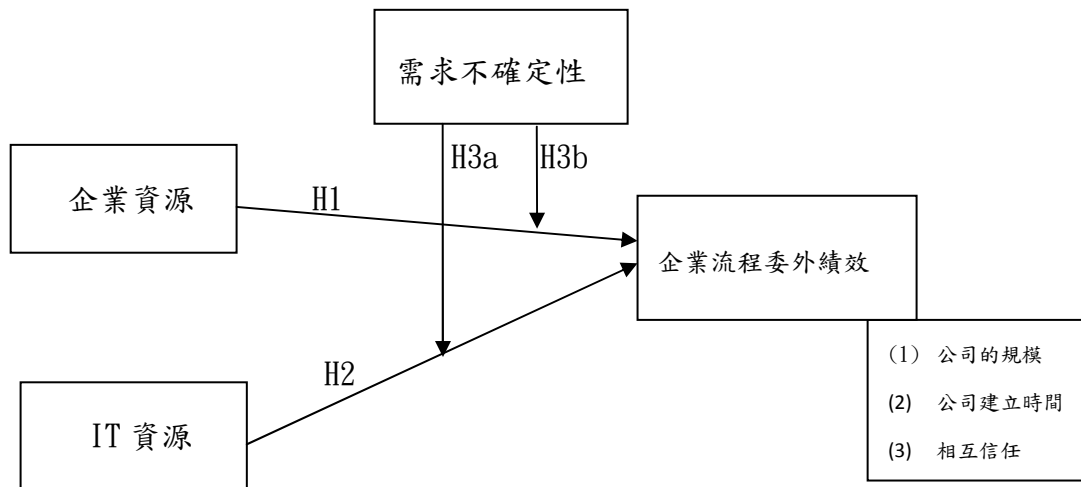 需求不確定性
H3a
H3b
企業資源
H1
企業流程委外績效
(1) 公司的規模
(2) 公司建立時間
(3) 相互信任
H2
IT 資源